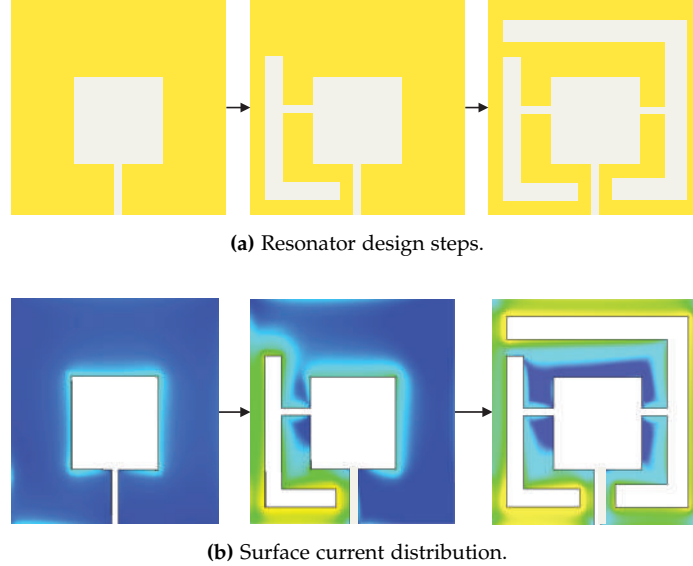 (a) Resonator design steps.
(b) Surface current distribution.